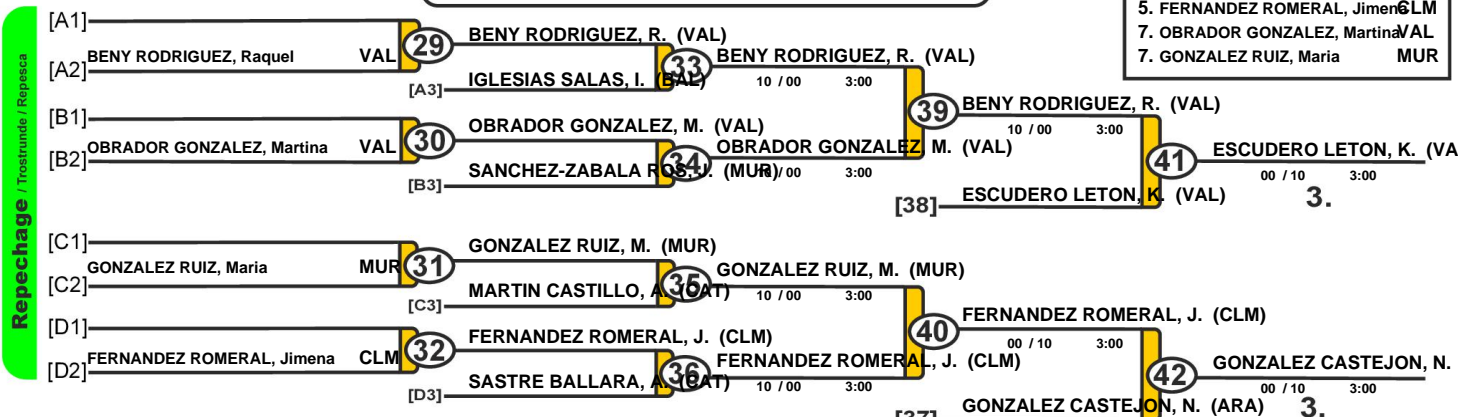 5. FERNANDEZ ROMERAL, Jimena CLM
7. OBRADOR GONZALEZ, Martina VAL
7. GONZALEZ RUIZ, Maria MUR
Repechage / Trostrunde / Repesca
[A1]
BENY RODRIGUEZ, Raquel VAL
[A2]
29
BENY RODRIGUEZ, R. (VAL)
[A3] IGLESIAS SALAS, I. (BAL)
33
BENY RODRIGUEZ, R. (VAL)
10 / 00 3:00
[B1]
OBRADOR GONZALEZ, Martina VAL
[B2]
30
OBRADOR GONZALEZ, M. (VAL)
[B3] SANCHEZ-ZABALA ROS, J. (MUR)
34
OBRADOR GONZALEZ, M. (VAL)
10 / 00 3:00
39
BENY RODRIGUEZ, R. (VAL)
10 / 00 3:00
[38] ESCUDERO LETON, K. (VAL)
41
ESCUDERO LETON, K. (VA
00 / 10 3:00
3.
[C1]
GONZALEZ RUIZ, Maria MUR
[C2]
31
GONZALEZ RUIZ, M. (MUR)
[C3] MARTIN CASTILLO, A. (CAT)
35
GONZALEZ RUIZ, M. (MUR)
10 / 00 3:00
[D1]
FERNANDEZ ROMERAL, Jimena CLM
[D2]
32
FERNANDEZ ROMERAL, J. (CLM)
[D3] SASTRE BALLARA, A. (CAT)
36
FERNANDEZ ROMERAL, J. (CLM)
10 / 00 3:00
40
FERNANDEZ ROMERAL, J. (CLM)
00 / 10 3:00
[37] GONZALEZ CASTEJON, N. (ARA)
42
GONZALEZ CASTEJON, N.
00 / 10 3:00
3.